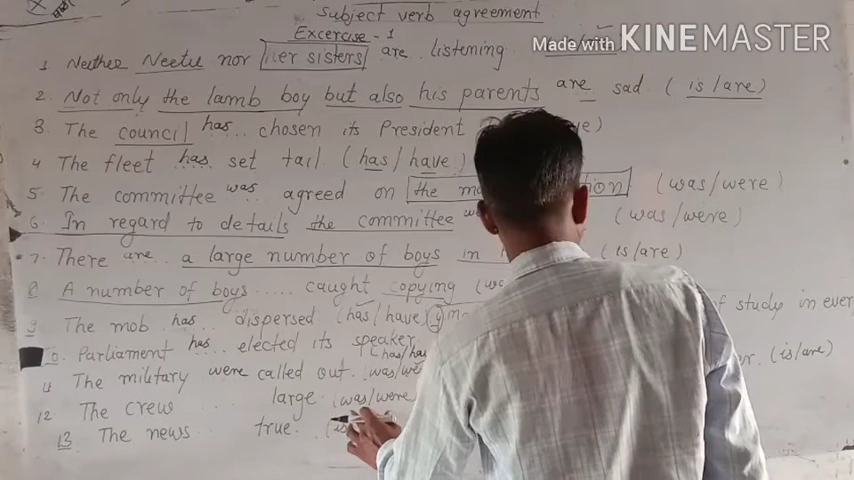 Subject verb agreement
Excercise - 1
Made with KINEMASTER
1 Neither Neetu nor her sisters are listening
2. Not only the lamb boy but also his parents are sad (is/are)
3. The council has... chosen its President
4 The fleet has set tail. (has/have)
5. The committee was agreed on the (was/were)
6. In regard to details the committee (was/were)
7. There are.. a large number of boys in (is/are)
8 A number of boys ..... caught copying
9 The mob has dispersed (has/have) of study in ever
Parliament has elected its speaker (is/are)
The military were called out. (was/
12 The crew large (was/were
13 The news true.